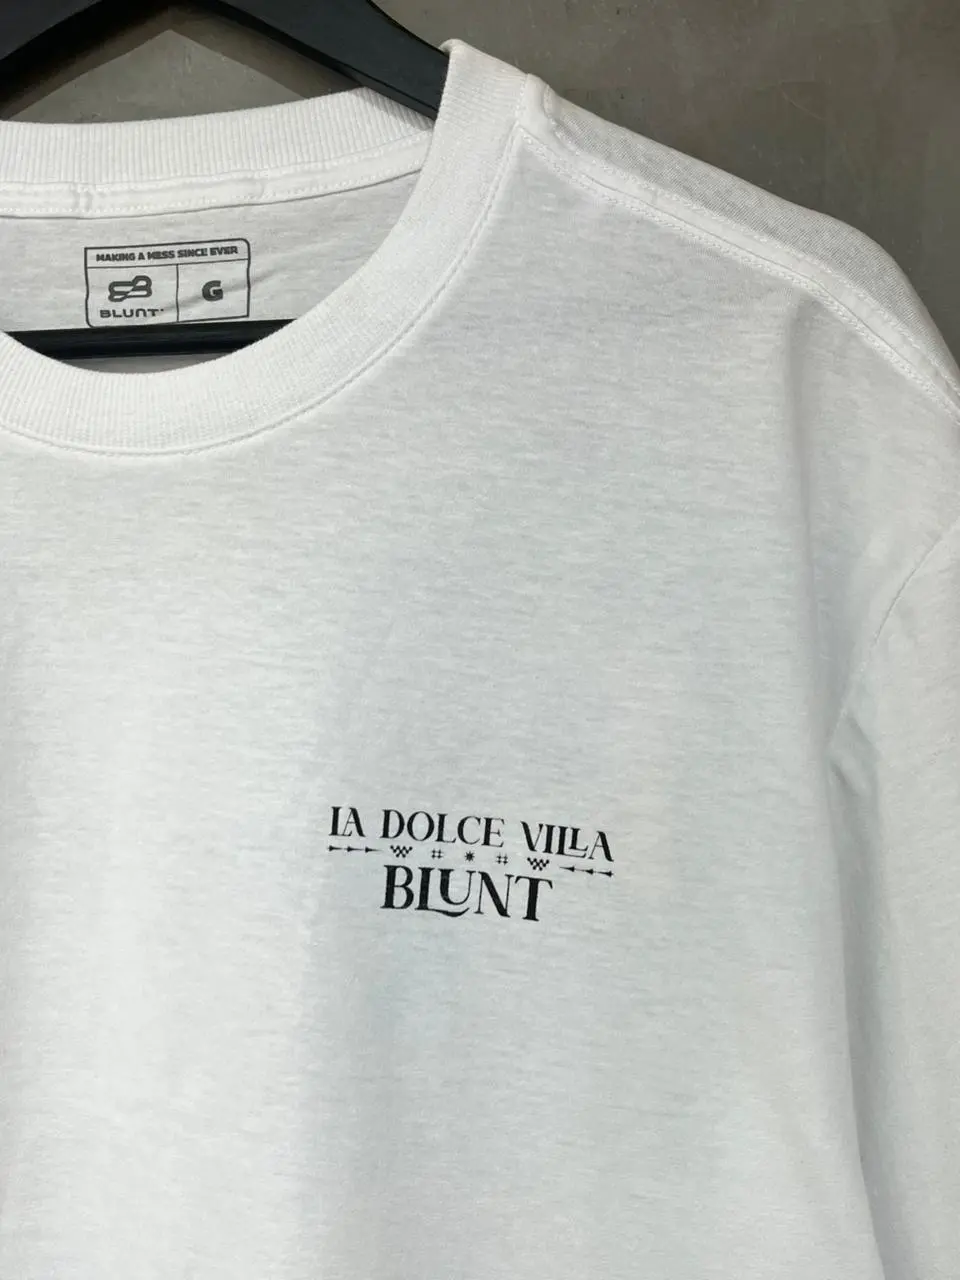 MAKING A MESS SINCE EVER
BLUNT
G
LA DOLCE VILLA
BLUNT